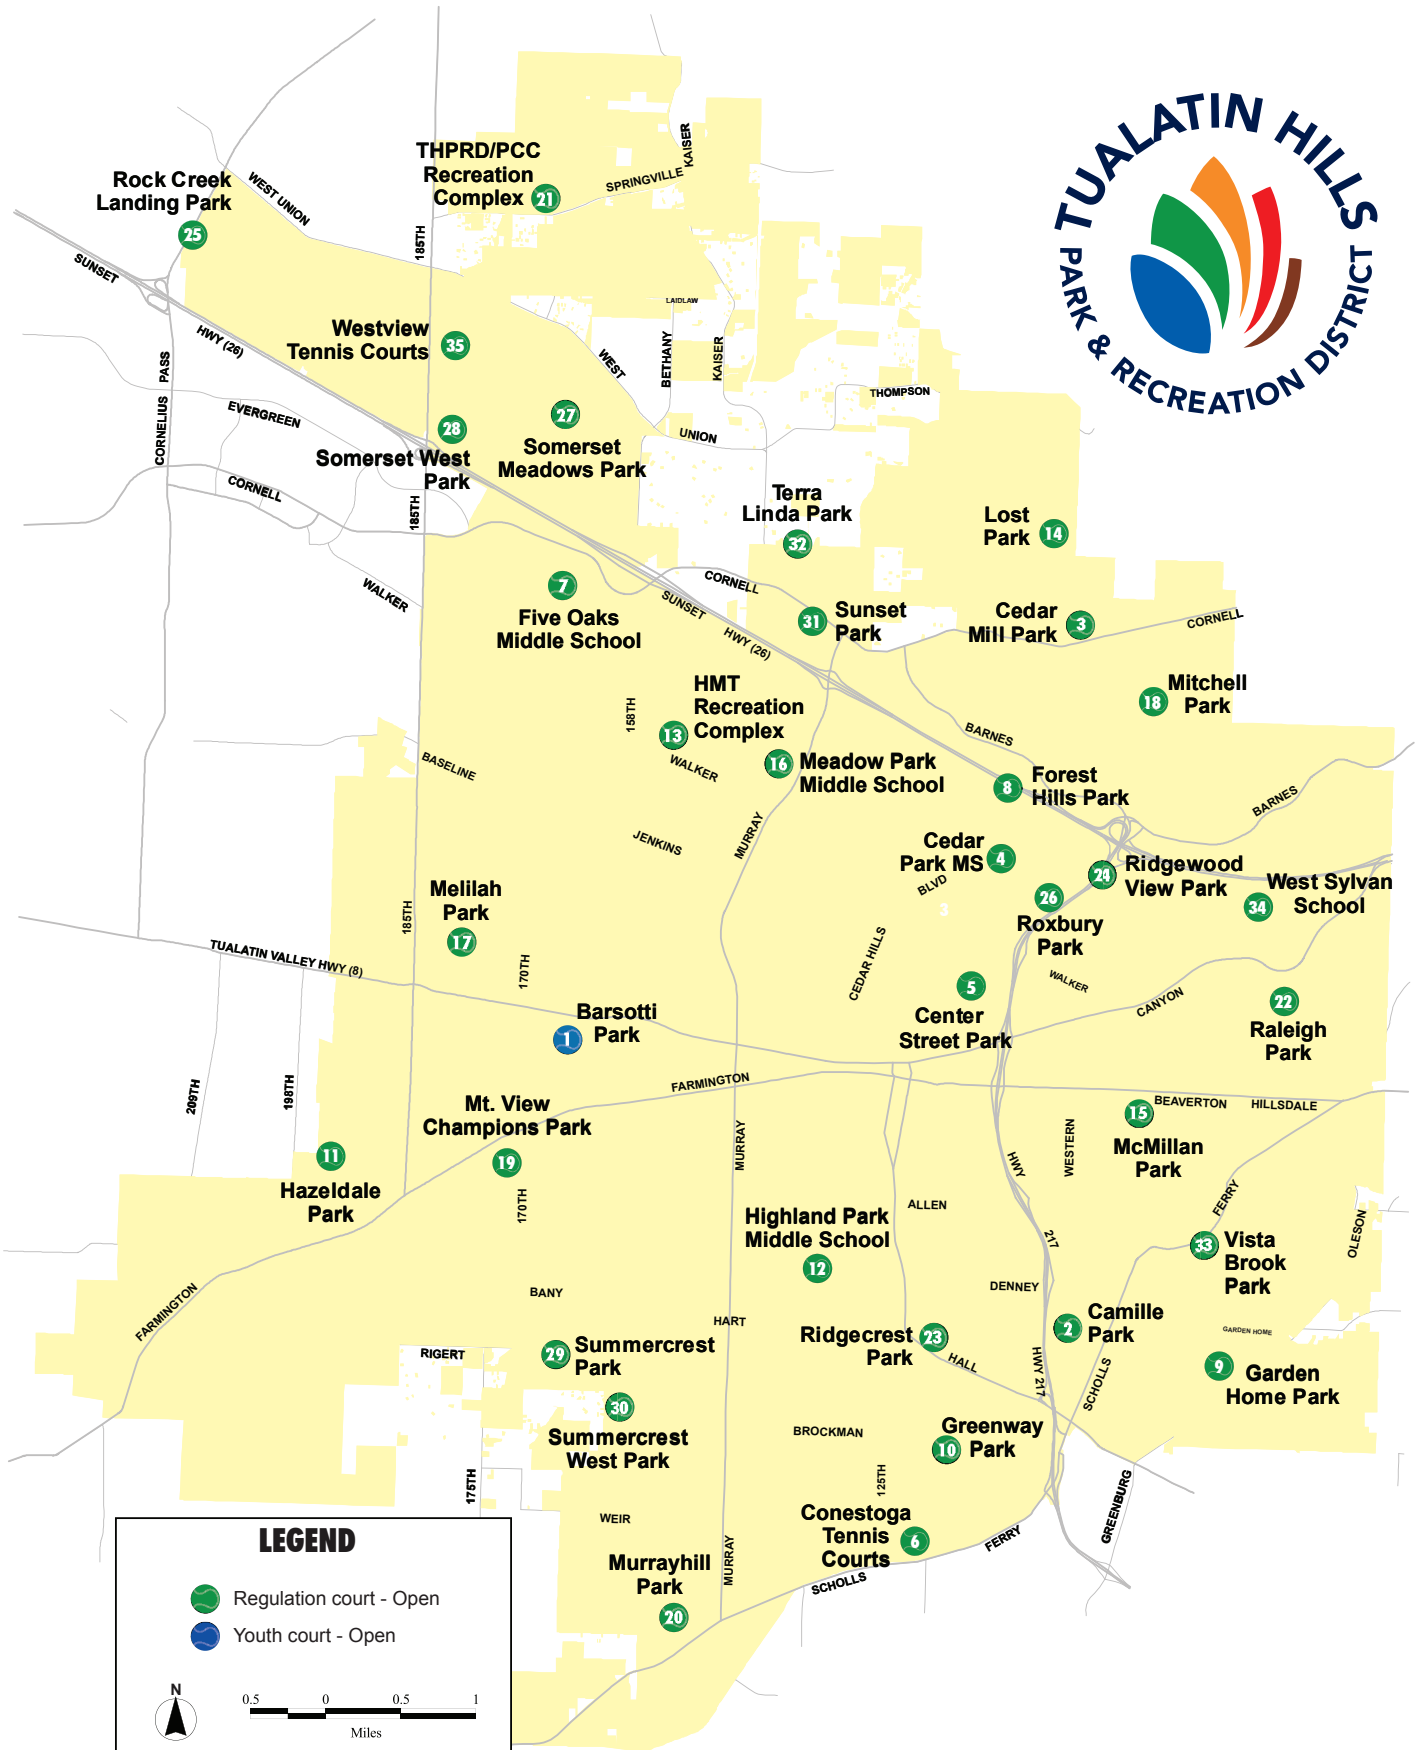 TUALATIN HILLS
PARK & RECREATION DISTRICT
THPRD/PCC
Recreation
Complex
21
KAISER
SPRINGVILLE
Rock Creek
Landing Park
25
WEST UNION
185TH
SUNSET
HWY (26)
LAIDLAW
Westview
Tennis Courts
35
WEST
BETHANY
KAISER
PASS
CORNELIUS
THOMPSON
EVERGREEN
28
27
Somerset West
Park
Somerset
Meadows Park
UNION
CORNELL
185TH
Terra
Linda Park
32
Lost
Park
14
WALKER
7
Five Oaks
Middle School
CORNELL
SUNSET
HWY (26)
31
Sunset
Park
Cedar
Mill Park
3
CORNELL
158TH
HMT
Recreation
Complex
13
WALKER
Mitchell
Park
18
BARNES
BASELINE
16
Meadow Park
Middle School
8
Forest
Hills Park
BARNES
JENKINS
MURRAY
Cedar
Park MS
4
BLVD
3
24
Ridgewood
View Park
26
Roxbury
Park
West Sylvan
School
34
Melilah
Park
17
185TH
TUALATIN VALLEY HWY (8)
170TH
CEDAR HILLS
5
Center
Street Park
WALKER
CANYON
22
Raleigh
Park
Barsotti
Park
1
209TH
198TH
FARMINGTON
BEAVERTON
HILLSDALE
15
McMillan
Park
Mt. View
Champions Park
19
MURRAY
WESTERN
HWY
217
11
Hazeldale
Park
170TH
ALLEN
FERRY
OLESON
Highland Park
Middle School
12
33
Vista
Brook
Park
FARMINGTON
BANY
HART
DENNEY
Ridgecrest
Park
23
HALL
2
Camille
Park
GARDEN HOME
RIGERT
29
Summercrest
Park
HWY 217
SCHOLLS
9
Garden
Home Park
30
Summercrest
West Park
BROCKMAN
Greenway
Park
10
175TH
125TH
GREENBURG
WEIR
Conestoga
Tennis
Courts
6
FERRY
SCHOLLS
MURRAY
Murrayhill
Park
20
LEGEND
Regulation court - Open
Youth court - Open
N
0.5
0
0.5
1
Miles